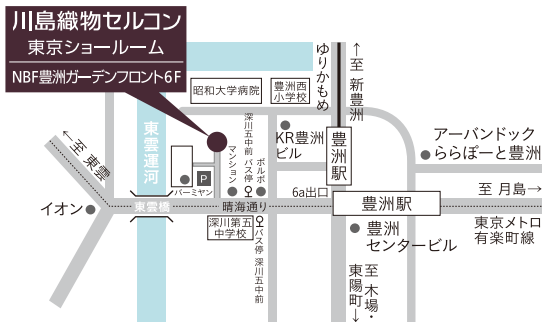 川島織物セルコン
東京ショールーム
NBF豊洲ガーデンフロント6F
昭和大学病院
豊洲西
小学校
ゆりかもめ
←至 新豊洲
深川五中前 バス停
KR豊洲
ビル
豊洲駅
アーバンドック
ららぽーと豊洲
←至 東雲
東雲運河
P
バーミヤン
マンション
ボルボ
6a出口
至 月島→
イオン
東雲橋
晴海通り
豊洲駅
深川第五
中学校
バス停 深川五中前
豊洲
センタービル
東京メトロ
有楽町線
至 木場・
東陽町→